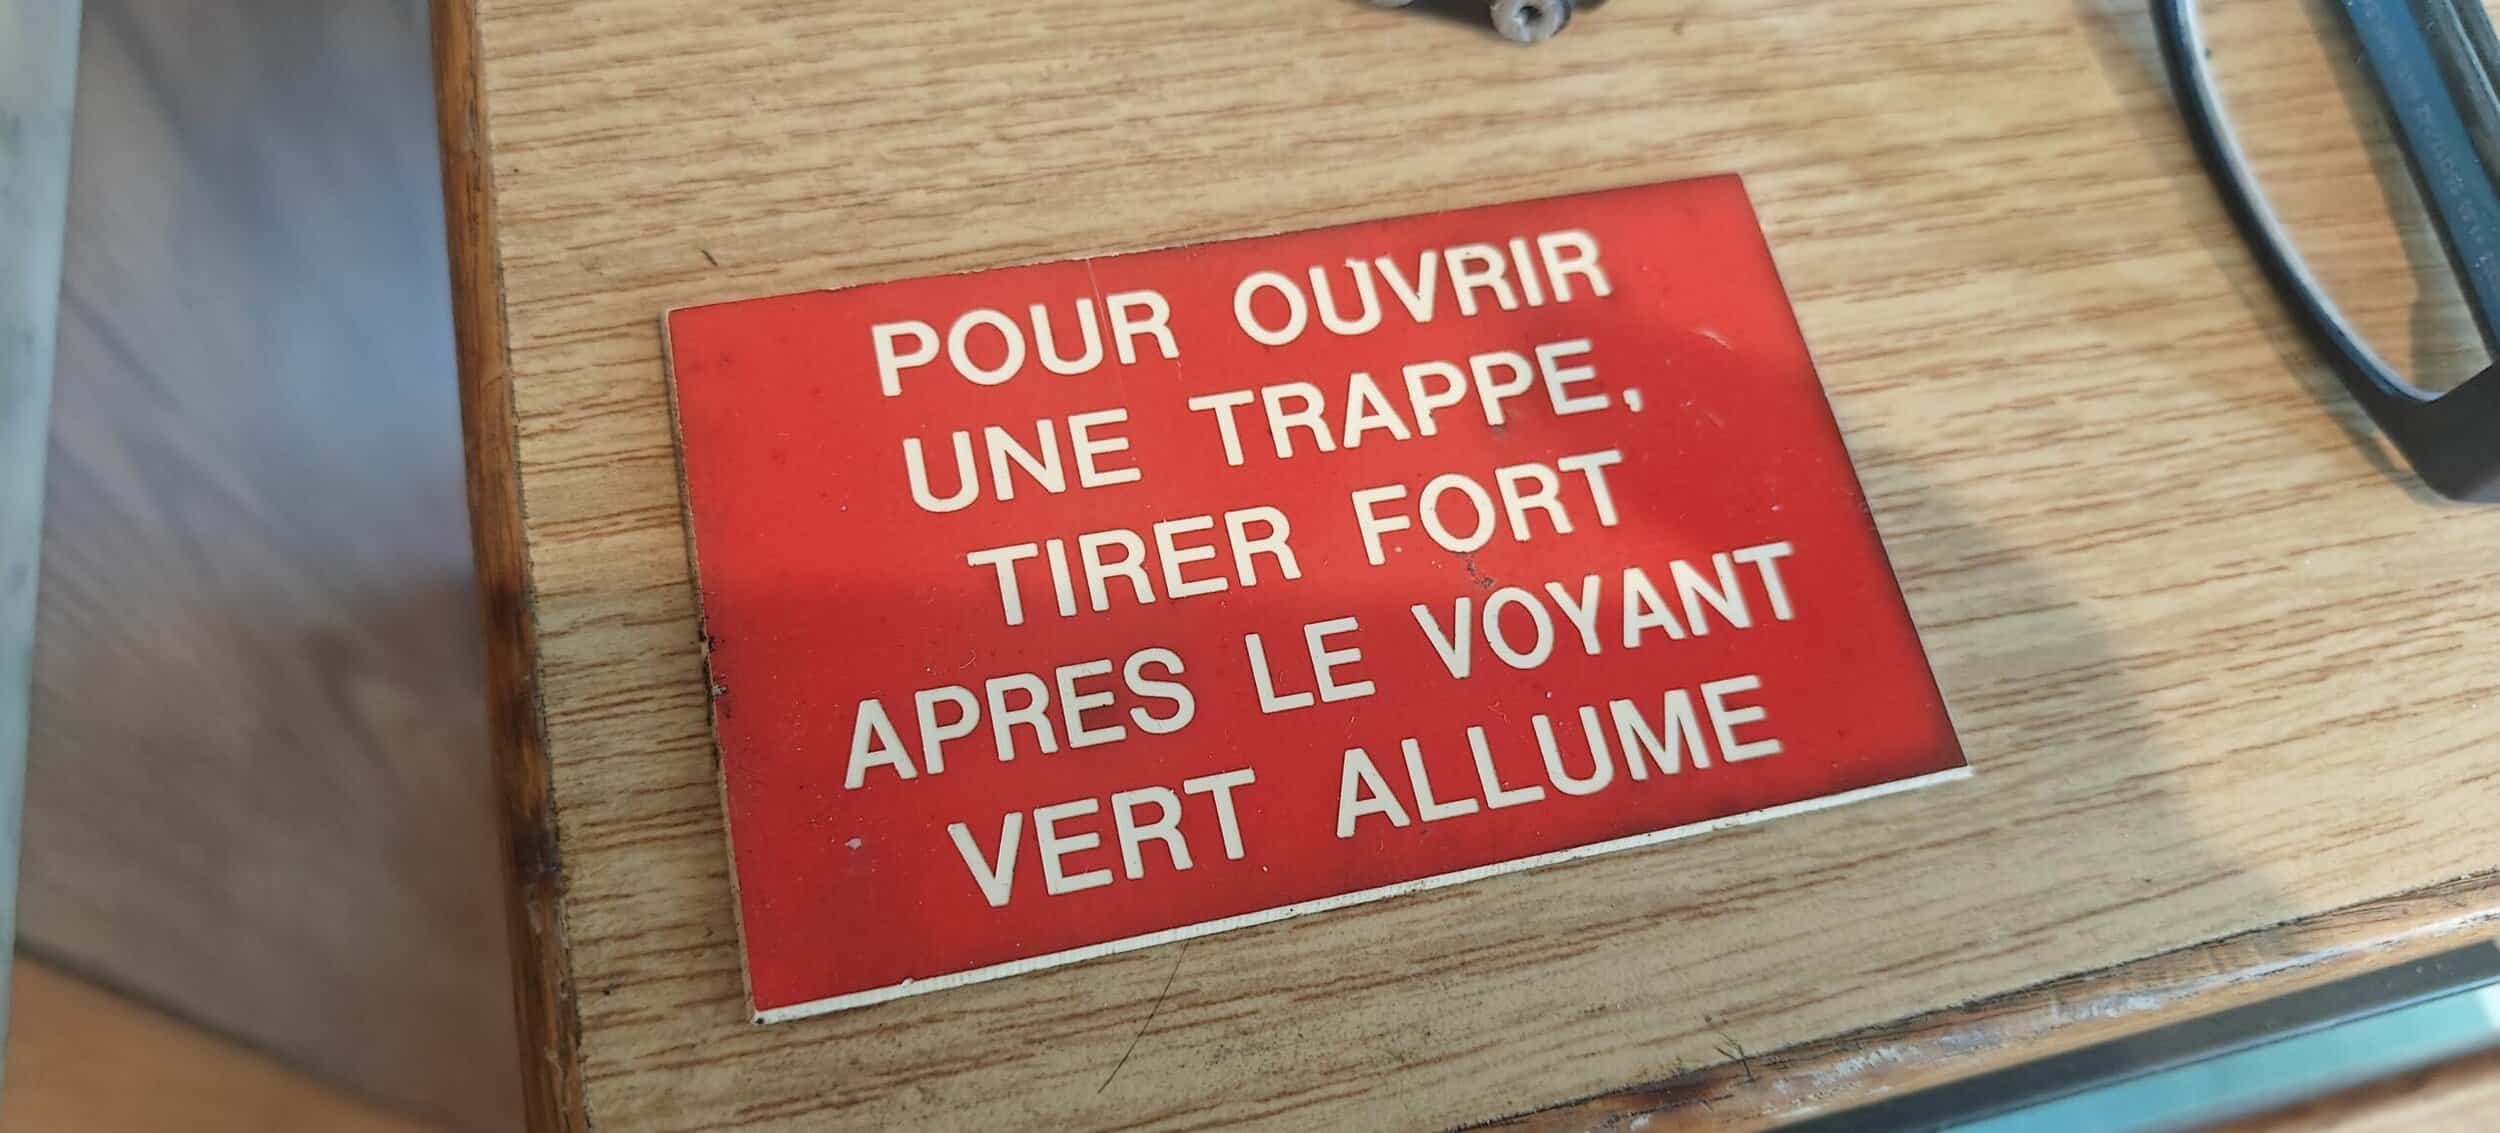 POUR OUVRIR
UNE TRAPPE,
TIRER FORT
APRES LE VOYANT
VERT ALLUME